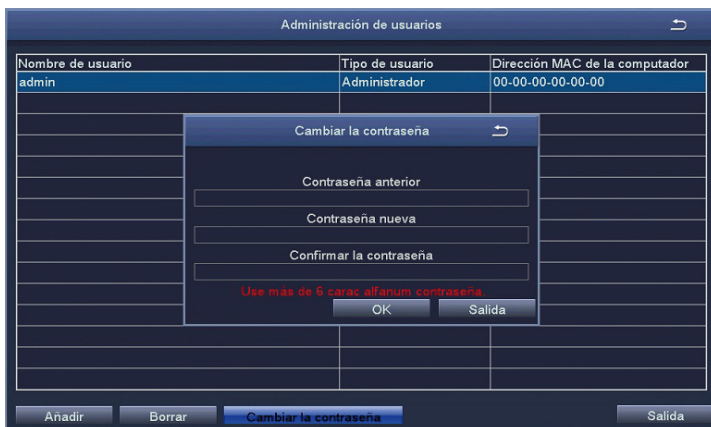 Administración de usuarios
Nombre de usuario Tipo de usuario Dirección MAC de la computador
admin Administrador 00-00-00-00-00-00
Cambiar la contraseña
Contraseña anterior
Contraseña nueva
Confirmar la contraseña
Use más de 6 carac alfanum contraseña.
OK Salida
Añadir Borrar Cambiar la contraseña Salida